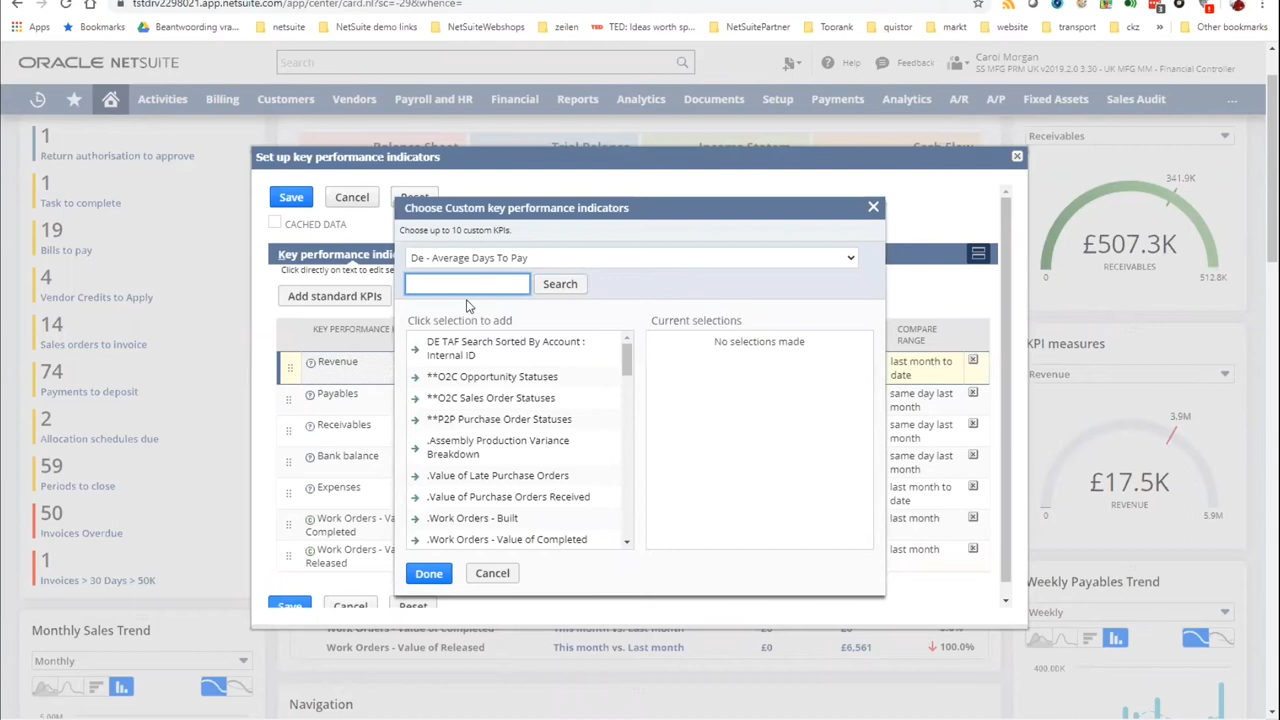 tstdrv2298021.app.netsuite.com/app/center/card.nl?sc=-29&whence=
Apps
Bookmarks
Beantwoording vra...
netsuite
NetSuite demo links
NetSuiteWebshops
zeilen
TED: Ideas worth sp...
NetSuitePartner
Toorank
quistor
markt
website
transport
ckz
»
Other bookmarks
ORACLE NETSUITE
Search
Help
Feedback
Carol Morgan
SS MFG PRM UK v2019.2.0 3.30 - UK MFG MM - Financial Controller
Activities
Billing
Customers
Vendors
Payroll and HR
Financial
Reports
Analytics
Documents
Setup
Payments
Analytics
A/R
A/P
Fixed Assets
Sales Audit
...
1
Return authorisation to approve
1
Task to complete
19
Bills to pay
4
Vendor Credits to Apply
14
Sales orders to invoice
74
Payments to deposit
2
Allocation schedules due
59
Periods to close
50
Invoices Overdue
1
Invoices > 30 Days > 50K
Monthly Sales Trend
Monthly
5.00M
Set up key performance indicators
Save
Cancel
Reset
CACHED DATA
Key performance indi
Click directly on text to edit se
Add standard KPIs
KEY PERFORMANCE I
COMPARE
RANGE
Revenue
last month to
date
Payables
same day last
month
Receivables
same day last
month
Bank balance
same day last
month
Expenses
last month to
date
Work Orders - Va
Completed
last month
Work Orders - Va
Released
last month
Save
Cancel
Reset
Choose Custom key performance indicators
Choose up to 10 custom KPIs.
De - Average Days To Pay
Search
Click selection to add
Current selections
DE TAF Search Sorted By Account :
Internal ID
**O2C Opportunity Statuses
**O2C Sales Order Statuses
**P2P Purchase Order Statuses
.Assembly Production Variance
Breakdown
.Value of Late Purchase Orders
.Value of Purchase Orders Received
.Work Orders - Built
.Work Orders - Value of Completed
No selections made
Done
Cancel
Work Orders - Value of Completed
This month vs. Last month
£0
£0
Work Orders - Value of Released
This month vs. Last month
£0
£6,561
100.0%
Navigation
Receivables
341.9K
£507.3K
RECEIVABLES
0
512.8K
KPI measures
Revenue
3.9M
£17.5K
REVENUE
0
5.9M
Weekly Payables Trend
Weekly
400.00K